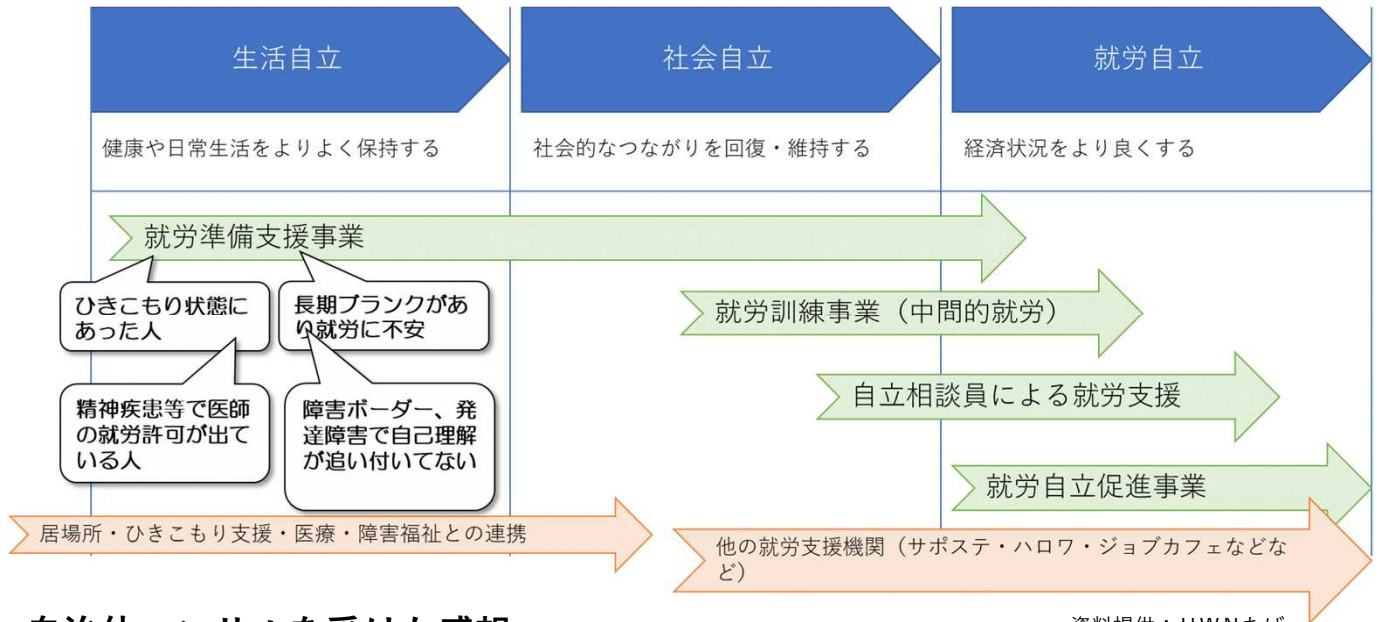 生活自立
社会自立
就労自立
健康や日常生活をよりよく保持する
社会的なつながりを回復・維持する
経済状況をより良くする
就労準備支援事業
ひきこもり状態に
あった人
長期ブランクがあ
り就労に不安
就労訓練事業（中間的就労）
自立相談員による就労支援
精神疾患等で医師
の就労許可が出て
いる人
障害ボーダー、発
達障害で自己理解
が追い付いてない
就労自立促進事業
居場所・ひきこもり支援・医療・障害福祉との連携
他の就労支援機関（サポステ・ハロワ・ジョブカフェなどな
ど）